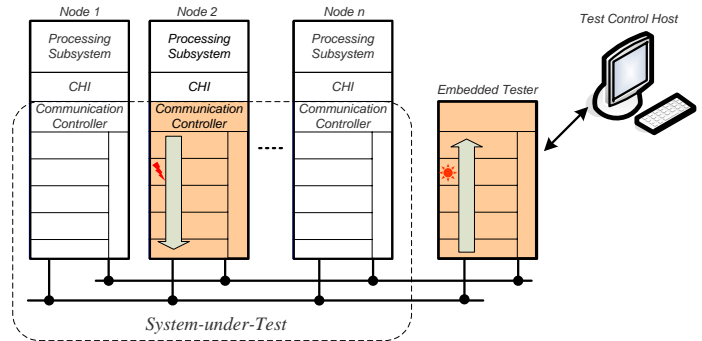 Node 1
Node 2
Node n
Test Control Host
Processing
Subsystem
Processing
Subsystem
Processing
Subsystem
CHI
CHI
CHI
Embedded Tester
Communication
Controller
Communication
Controller
Communication
Controller
System-under-Test